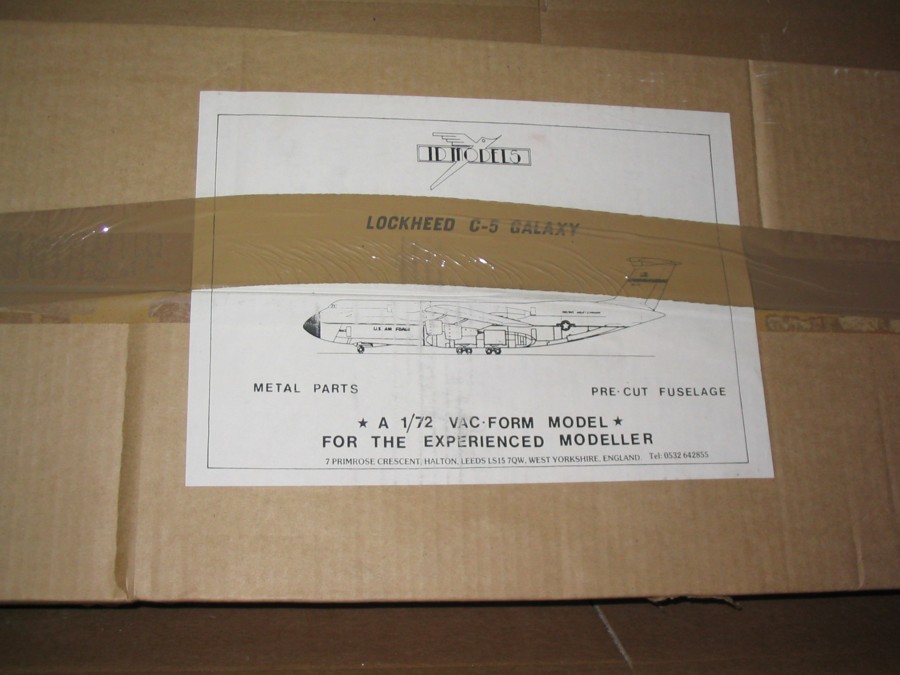 ID MODELS
LOCKHEED C-5 GALAXY
U.S. AIR FORCE
METAL PARTS
PRE-CUT FUSELAGE
★ A 1/72 VAC-FORM MODEL ★
FOR THE EXPERIENCED MODELLER
7 PRIMROSE CRESCENT, HALTON, LEEDS LS15 7QW, WEST YORKSHIRE, ENGLAND. Tel: 0532 642855